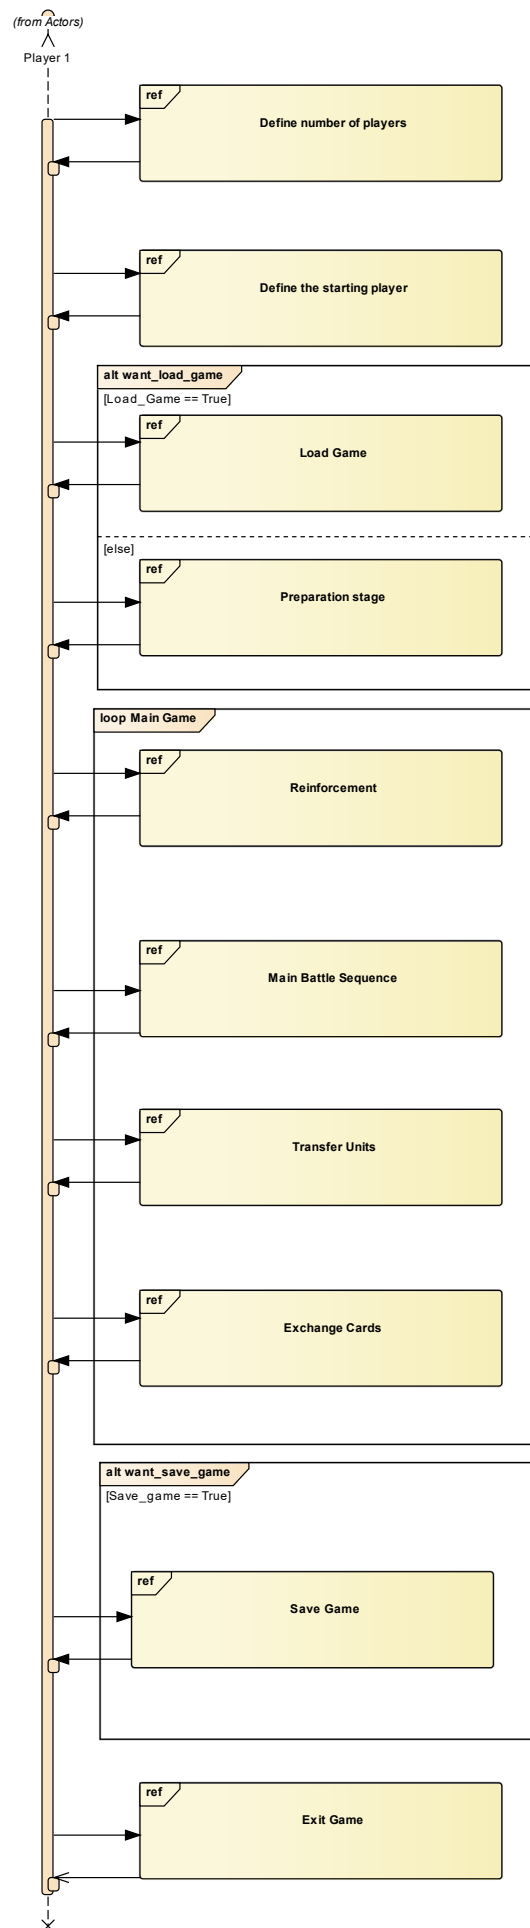 (from Actors)
Player 1
ref
Define number of players
ref
Define the starting player
alt want_load_game
[Load_Game == True]
ref
Load Game
[else]
ref
Preparation stage
loop Main Game
ref
Reinforcement
ref
Main Battle Sequence
ref
Transfer Units
ref
Exchange Cards
alt want_save_game
[Save_game == True]
ref
Save Game
ref
Exit Game